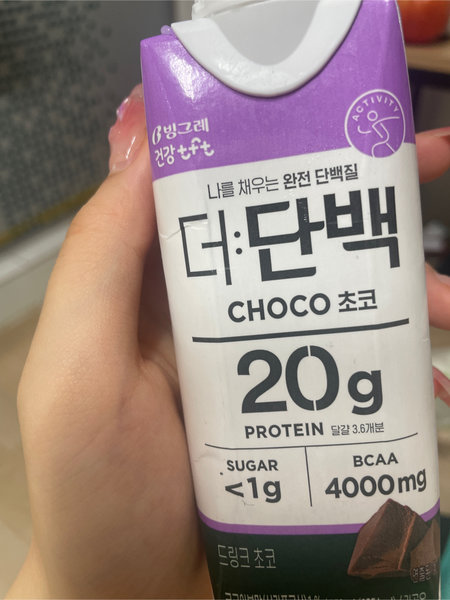 빙그레
건강 tft
ACTIVITY
나를 채우는 완전 단백질
더:단백
CHOCO 초코
20g
PROTEIN 달걀 3.6개분
SUGAR
<1g
BCAA
4000mg
드링크 초코